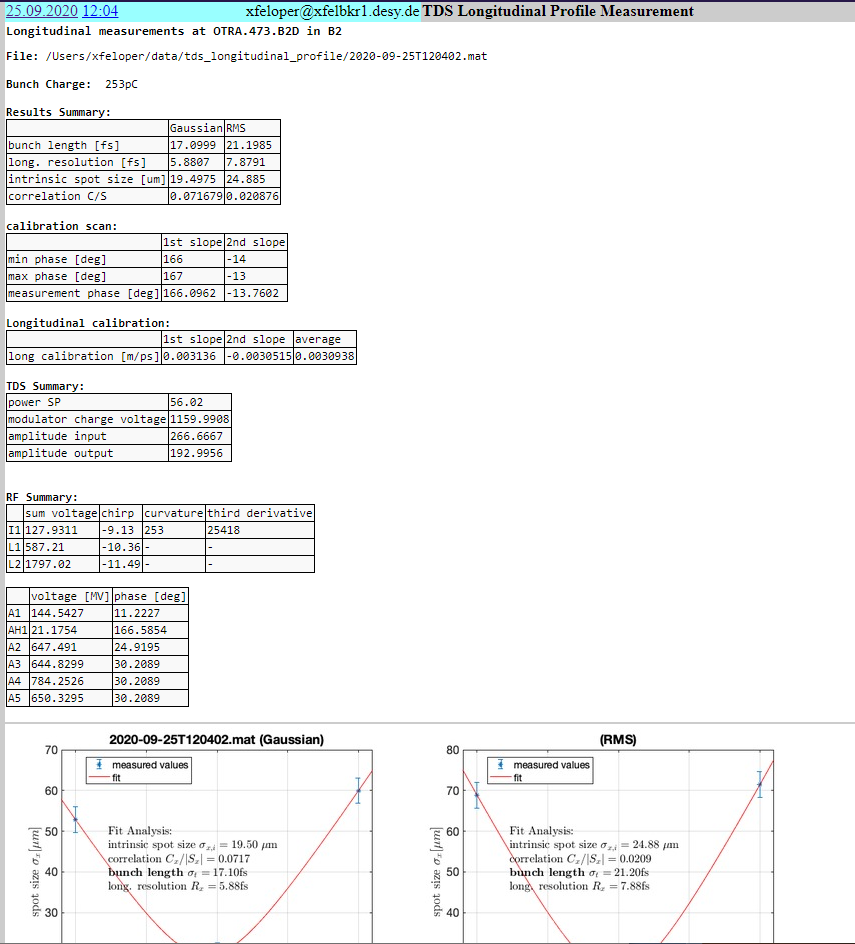 25.09.2020 12:04 xfeloper@xfelbkr1.desy.de TDS Longitudinal Profile Measurement
Longitudinal measurements at OTRA.473.B2D in B2
File: /Users/xfeloper/data/tds_longitudinal_profile/2020-09-25T120402.mat
Bunch Charge: 253pC
Results Summary:
Gaussian RMS
bunch length [fs] 17.0999 21.1985
long. resolution [fs] 5.8807 7.8791
intrinsic spot size [um] 19.4975 24.885
correlation C/S 0.071679 0.020876
calibration scan:
1st slope 2nd slope
min phase [deg] 166 -14
max phase [deg] 167 -13
measurement phase [deg] 166.0962 -13.7602
Longitudinal calibration:
1st slope 2nd slope average
long calibration [m/ps] 0.003136 -0.0030515 0.0030938
TDS Summary:
power SP 56.02
modulator charge voltage 1159.9908
amplitude input 266.6667
amplitude output 192.9956
RF Summary:
sum voltage chirp curvature third derivative
I1 127.9311 -9.13 253 25418
L1 587.21 -10.36 - -
L2 1797.02 -11.49 - -
voltage [MV] phase [deg]
A1 144.5427 11.2227
AH1 21.1754 166.5854
A2 647.491 24.9195
A3 644.8299 30.2089
A4 784.2526 30.2089
A5 650.3295 30.2089
2020-09-25T120402.mat (Gaussian)
70
60
50
40
30
spot size σx[μm]
measured values
fit
Fit Analysis:
intrinsic spot size σx,i = 19.50 μm
correlation Cx/|Sx| = 0.0717
bunch length σt = 17.10fs
long. resolution Rx = 5.88fs
(RMS)
80
70
60
50
40
spot size σx[μm]
measured values
fit
Fit Analysis:
intrinsic spot size σx,i = 24.88 μm
correlation Cx/|Sx| = 0.0209
bunch length σt = 21.20fs
long. resolution Rx = 7.88fs